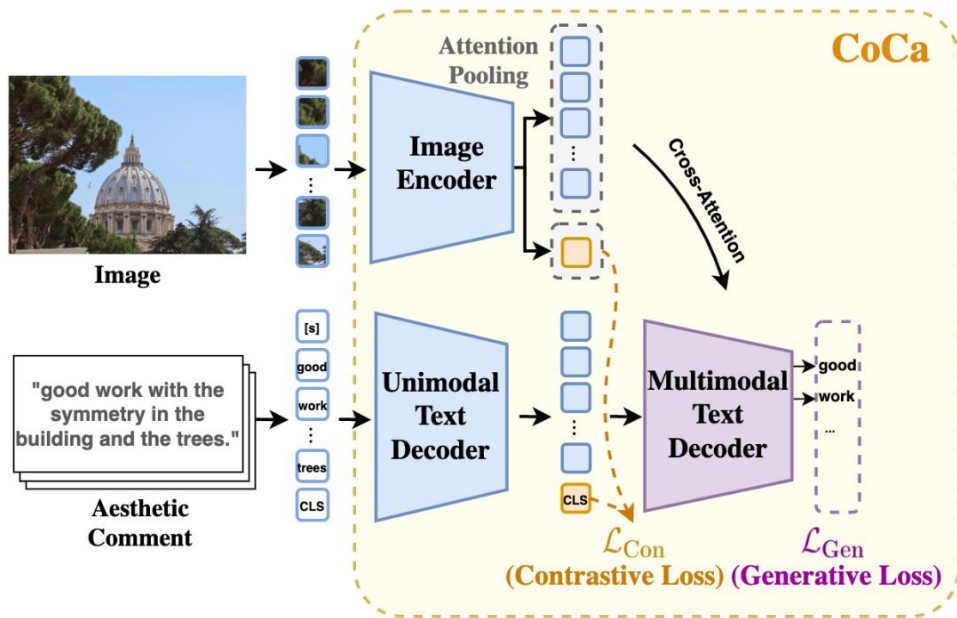 CoCa
Attention
Pooling
Image
Encoder
Cross-Attention
Image
[s]
good
work
...
trees
CLS
"good work with the
symmetry in the
building and the trees."
Aesthetic
Comment
Unimodal
Text
Decoder
CLS
Multimodal
Text
Decoder
good
work
...
ℒCon
(Contrastive Loss)
ℒGen
(Generative Loss)